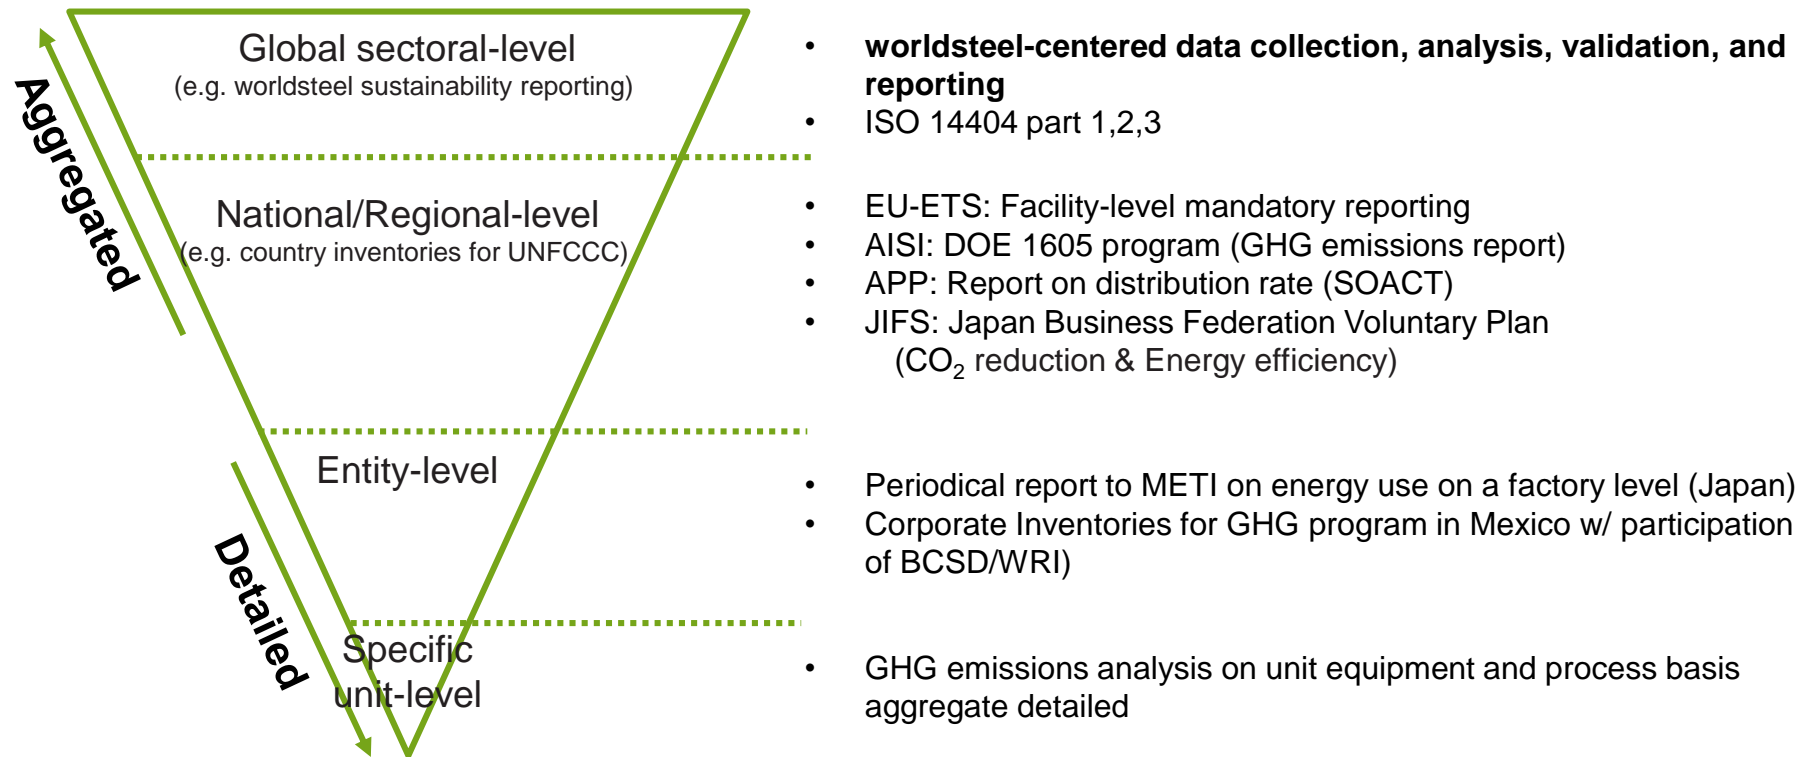 Global sectoral-level
(e.g. worldsteel sustainability reporting)
• worldsteel-centered data collection, analysis, validation, and
reporting
• ISO 14404 part 1,2,3
Aggregated
National/Regional-level
(e.g. country inventories for UNFCCC)
• EU-ETS: Facility-level mandatory reporting
• AISI: DOE 1605 program (GHG emissions report)
• APP: Report on distribution rate (SOACT)
• JIFS: Japan Business Federation Voluntary Plan
(CO₂ reduction & Energy efficiency)
Entity-level
• Periodical report to METI on energy use on a factory level (Japan)
• Corporate Inventories for GHG program in Mexico w/ participation
of BCSD/WRI)
Detailed
Specific
unit-level
• GHG emissions analysis on unit equipment and process basis
aggregate detailed